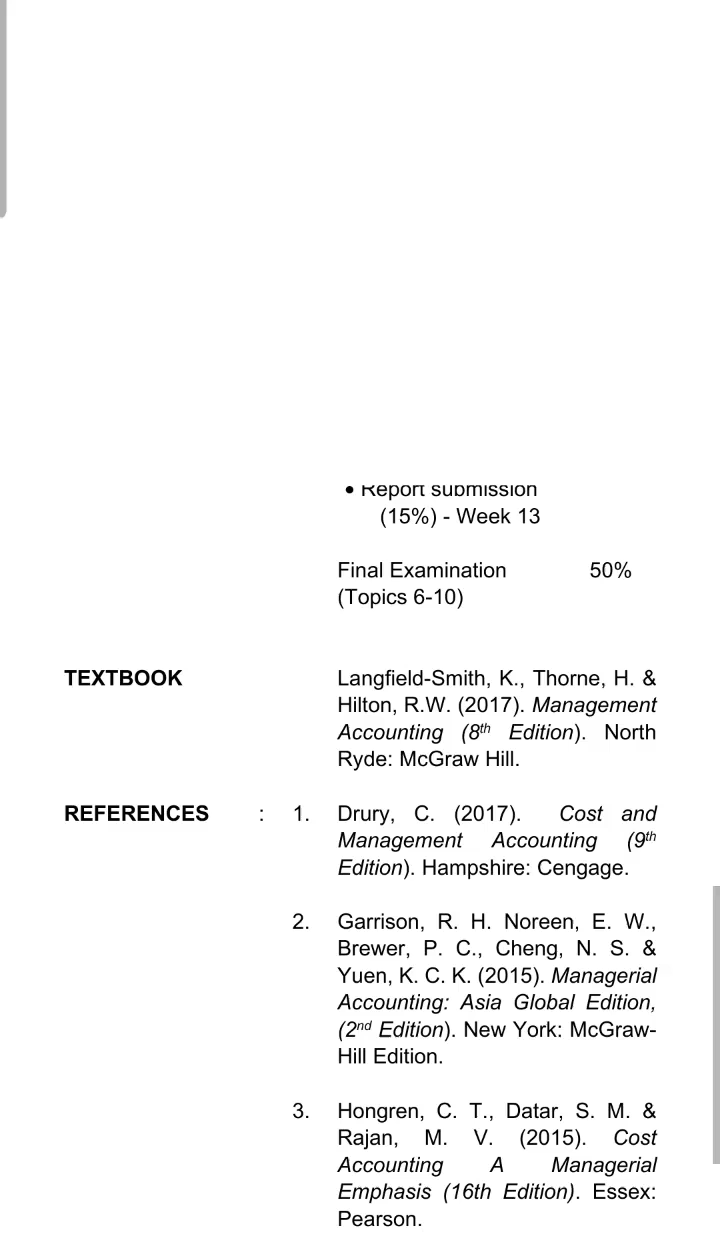 • Report submission
(15%) - Week 13
Final Examination 50%
(Topics 6-10)
TEXTBOOK Langfield-Smith, K., Thorne, H. &
Hilton, R.W. (2017). Management
Accounting (8th Edition). North
Ryde: McGraw Hill.
REFERENCES : 1. Drury, C. (2017). Cost and
Management Accounting (9th
Edition). Hampshire: Cengage.
2. Garrison, R. H. Noreen, E. W.,
Brewer, P. C., Cheng, N. S. &
Yuen, K. C. K. (2015). Managerial
Accounting: Asia Global Edition,
(2nd Edition). New York: McGraw-
Hill Edition.
3. Hongren, C. T., Datar, S. M. &
Rajan, M. V. (2015). Cost
Accounting A Managerial
Emphasis (16th Edition). Essex:
Pearson.